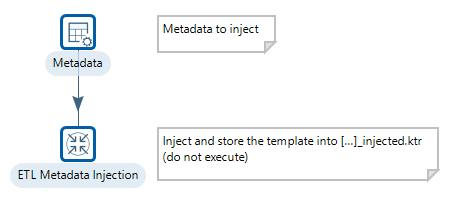 Metadata to inject
Metadata
Inject and store the template into [...]_injected.ktr
(do not execute)
ETL Metadata Injection